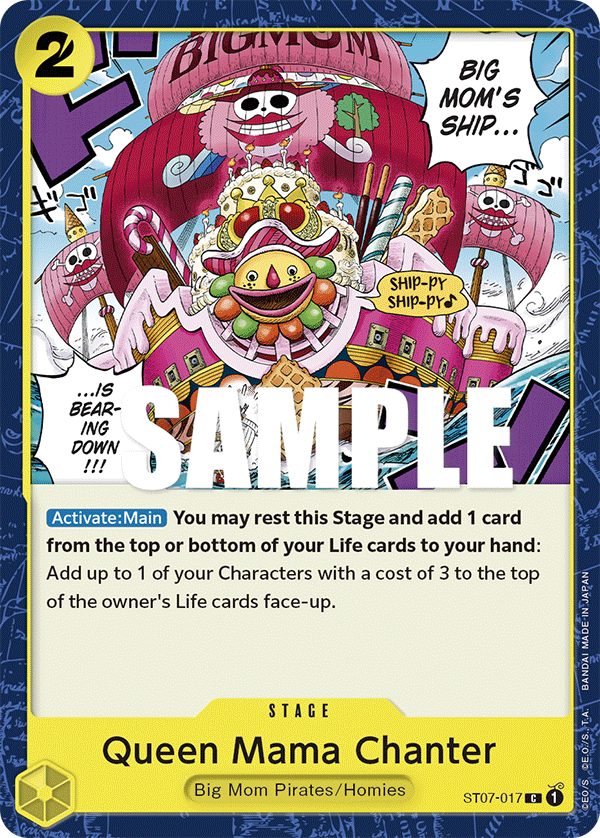 2
BIGMOM
BIG
MOM'S
SHIP...
ゴゴ
SHIP-PY
SHIP-PY♪
...IS
BEAR-
ING
DOWN
!!!
SAMPLE
Activate:Main You may rest this Stage and add 1 card
from the top or bottom of your Life cards to your hand:
Add up to 1 of your Characters with a cost of 3 to the top
of the owner's Life cards face-up.
STAGE
Queen Mama Chanter
Big Mom Pirates/Homies
ST07-017 C 1
©E.O./S. ©E.O./S.,T.A. BANDAI MADE IN JAPAN